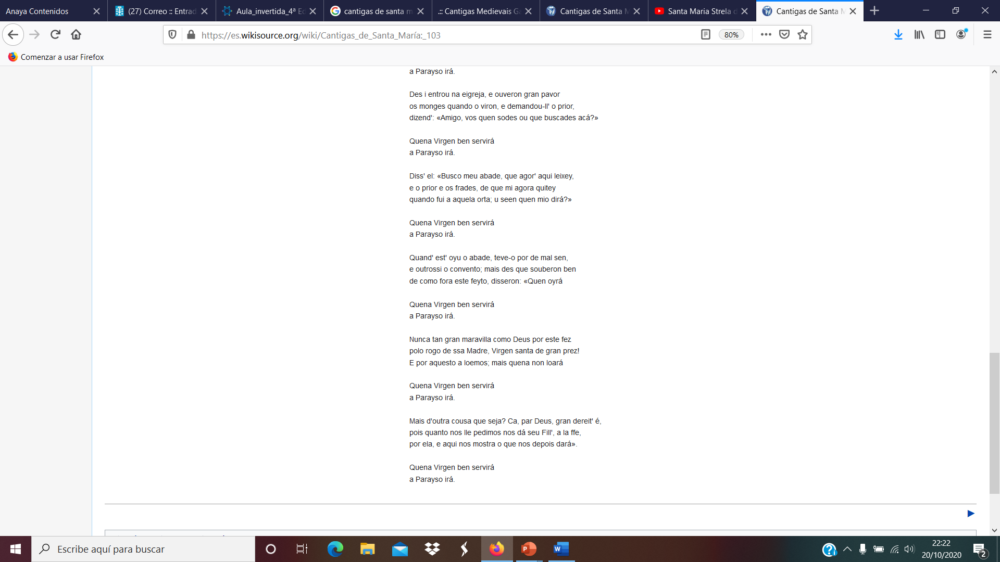 Anaya Contenidos
(27) Correo :: Entrad
Aula_invertida_4ª Ec
cantigas de santa m
.:: Cantigas Medievais Ga
Cantigas de Santa M
Santa Maria Strela d
Cantigas de Santa M
https://es.wikisource.org/wiki/Cantigas_de_Santa_María:_103
80%
Comenzar a usar Firefox
a Parayso irá.
Des i entrou na eigreja, e ouveron gran pavor
os monges quando o viron, e demandou-ll' o prior,
dizend': «Amigo, vos quen sodes ou que buscades acá?»
Quena Virgen ben servirá
a Parayso irá.
Diss' el: «Busco meu abade, que agor' aqui leixey,
e o prior e os frades, de que mi agora quitey
quando fui a aquela orta; u seen quen mio dirá?»
Quena Virgen ben servirá
a Parayso irá.
Quand' est' oyu o abade, teve-o por de mal sen,
e outrossi o convento; mais des que souberon ben
de como fora este feyto, disseron: «Quen oyrá
Quena Virgen ben servirá
a Parayso irá.
Nunca tan gran maravilla como Deus por este fez
polo rogo de ssa Madre, Virgen santa de gran prez!
E por aquesto a loemos; mais quena non loará
Quena Virgen ben servirá
a Parayso irá.
Mais d'outra cousa que seja? Ca, par Deus, gran dereit' é,
pois quanto nos lle pedimos nos dá seu Fill', a la ffe,
por ela, e aqui nos mostra o que nos depois dará».
Quena Virgen ben servirá
a Parayso irá.
Escribe aquí para buscar
22:22
20/10/2020
2